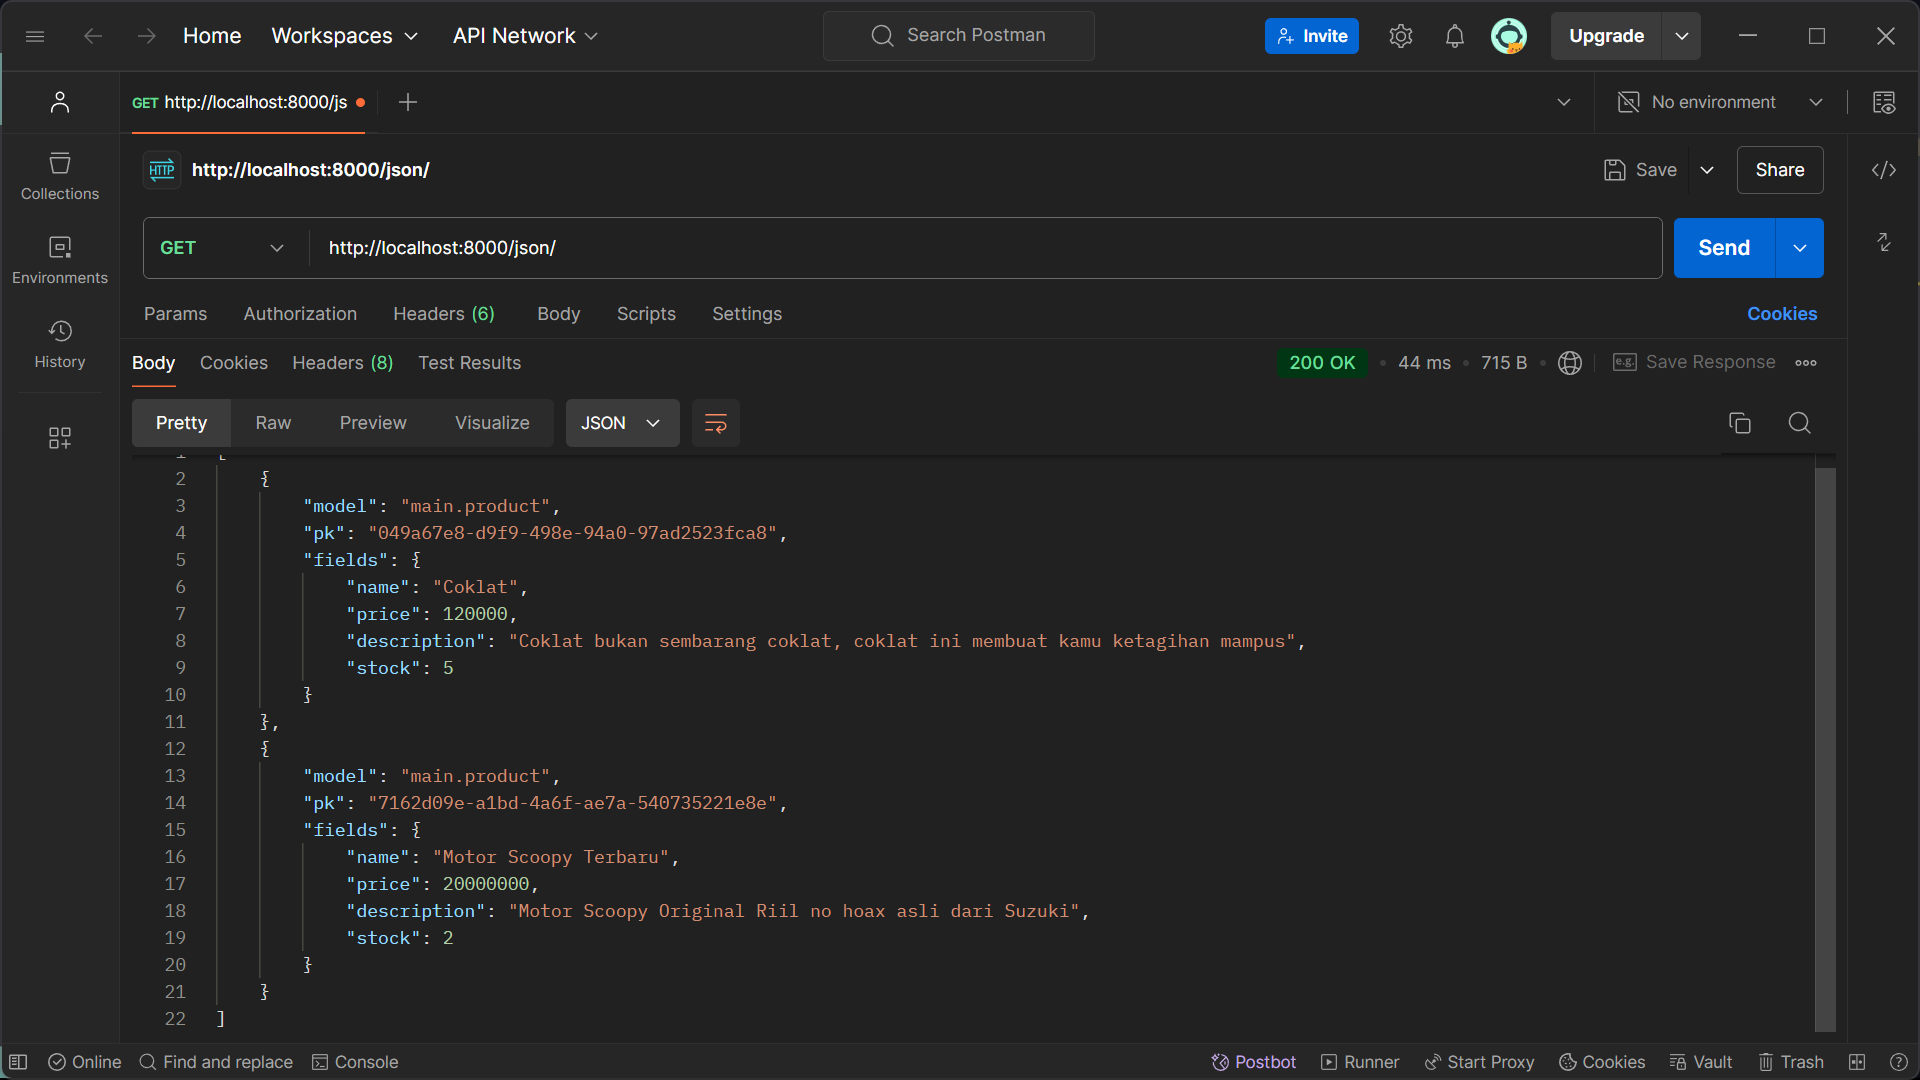 Home Workspaces API Network Search Postman Invite Upgrade
GET http://localhost:8000/js No environment
HTTP http://localhost:8000/json/ Save Share
Collections
GET http://localhost:8000/json/ Send
Environments
Params Authorization Headers (6) Body Scripts Settings Cookies
History
Body Cookies Headers (8) Test Results 200 OK 44 ms 715 B e.g. Save Response
Pretty Raw Preview Visualize JSON
1 [
2 {
3 "model": "main.product",
4 "pk": "049a67e8-d9f9-498e-94a0-97ad2523fca8",
5 "fields": {
6 "name": "Coklat",
7 "price": 120000,
8 "description": "Coklat bukan sembarang coklat, coklat ini membuat kamu ketagihan mampus",
9 "stock": 5
10 }
11 },
12 {
13 "model": "main.product",
14 "pk": "7162d09e-a1bd-4a6f-ae7a-540735221e8e",
15 "fields": {
16 "name": "Motor Scoopy Terbaru",
17 "price": 20000000,
18 "description": "Motor Scoopy Original Riil no hoax asli dari Suzuki",
19 "stock": 2
20 }
21 }
22 ]
Online Find and replace Console Postbot Runner Start Proxy Cookies Vault Trash